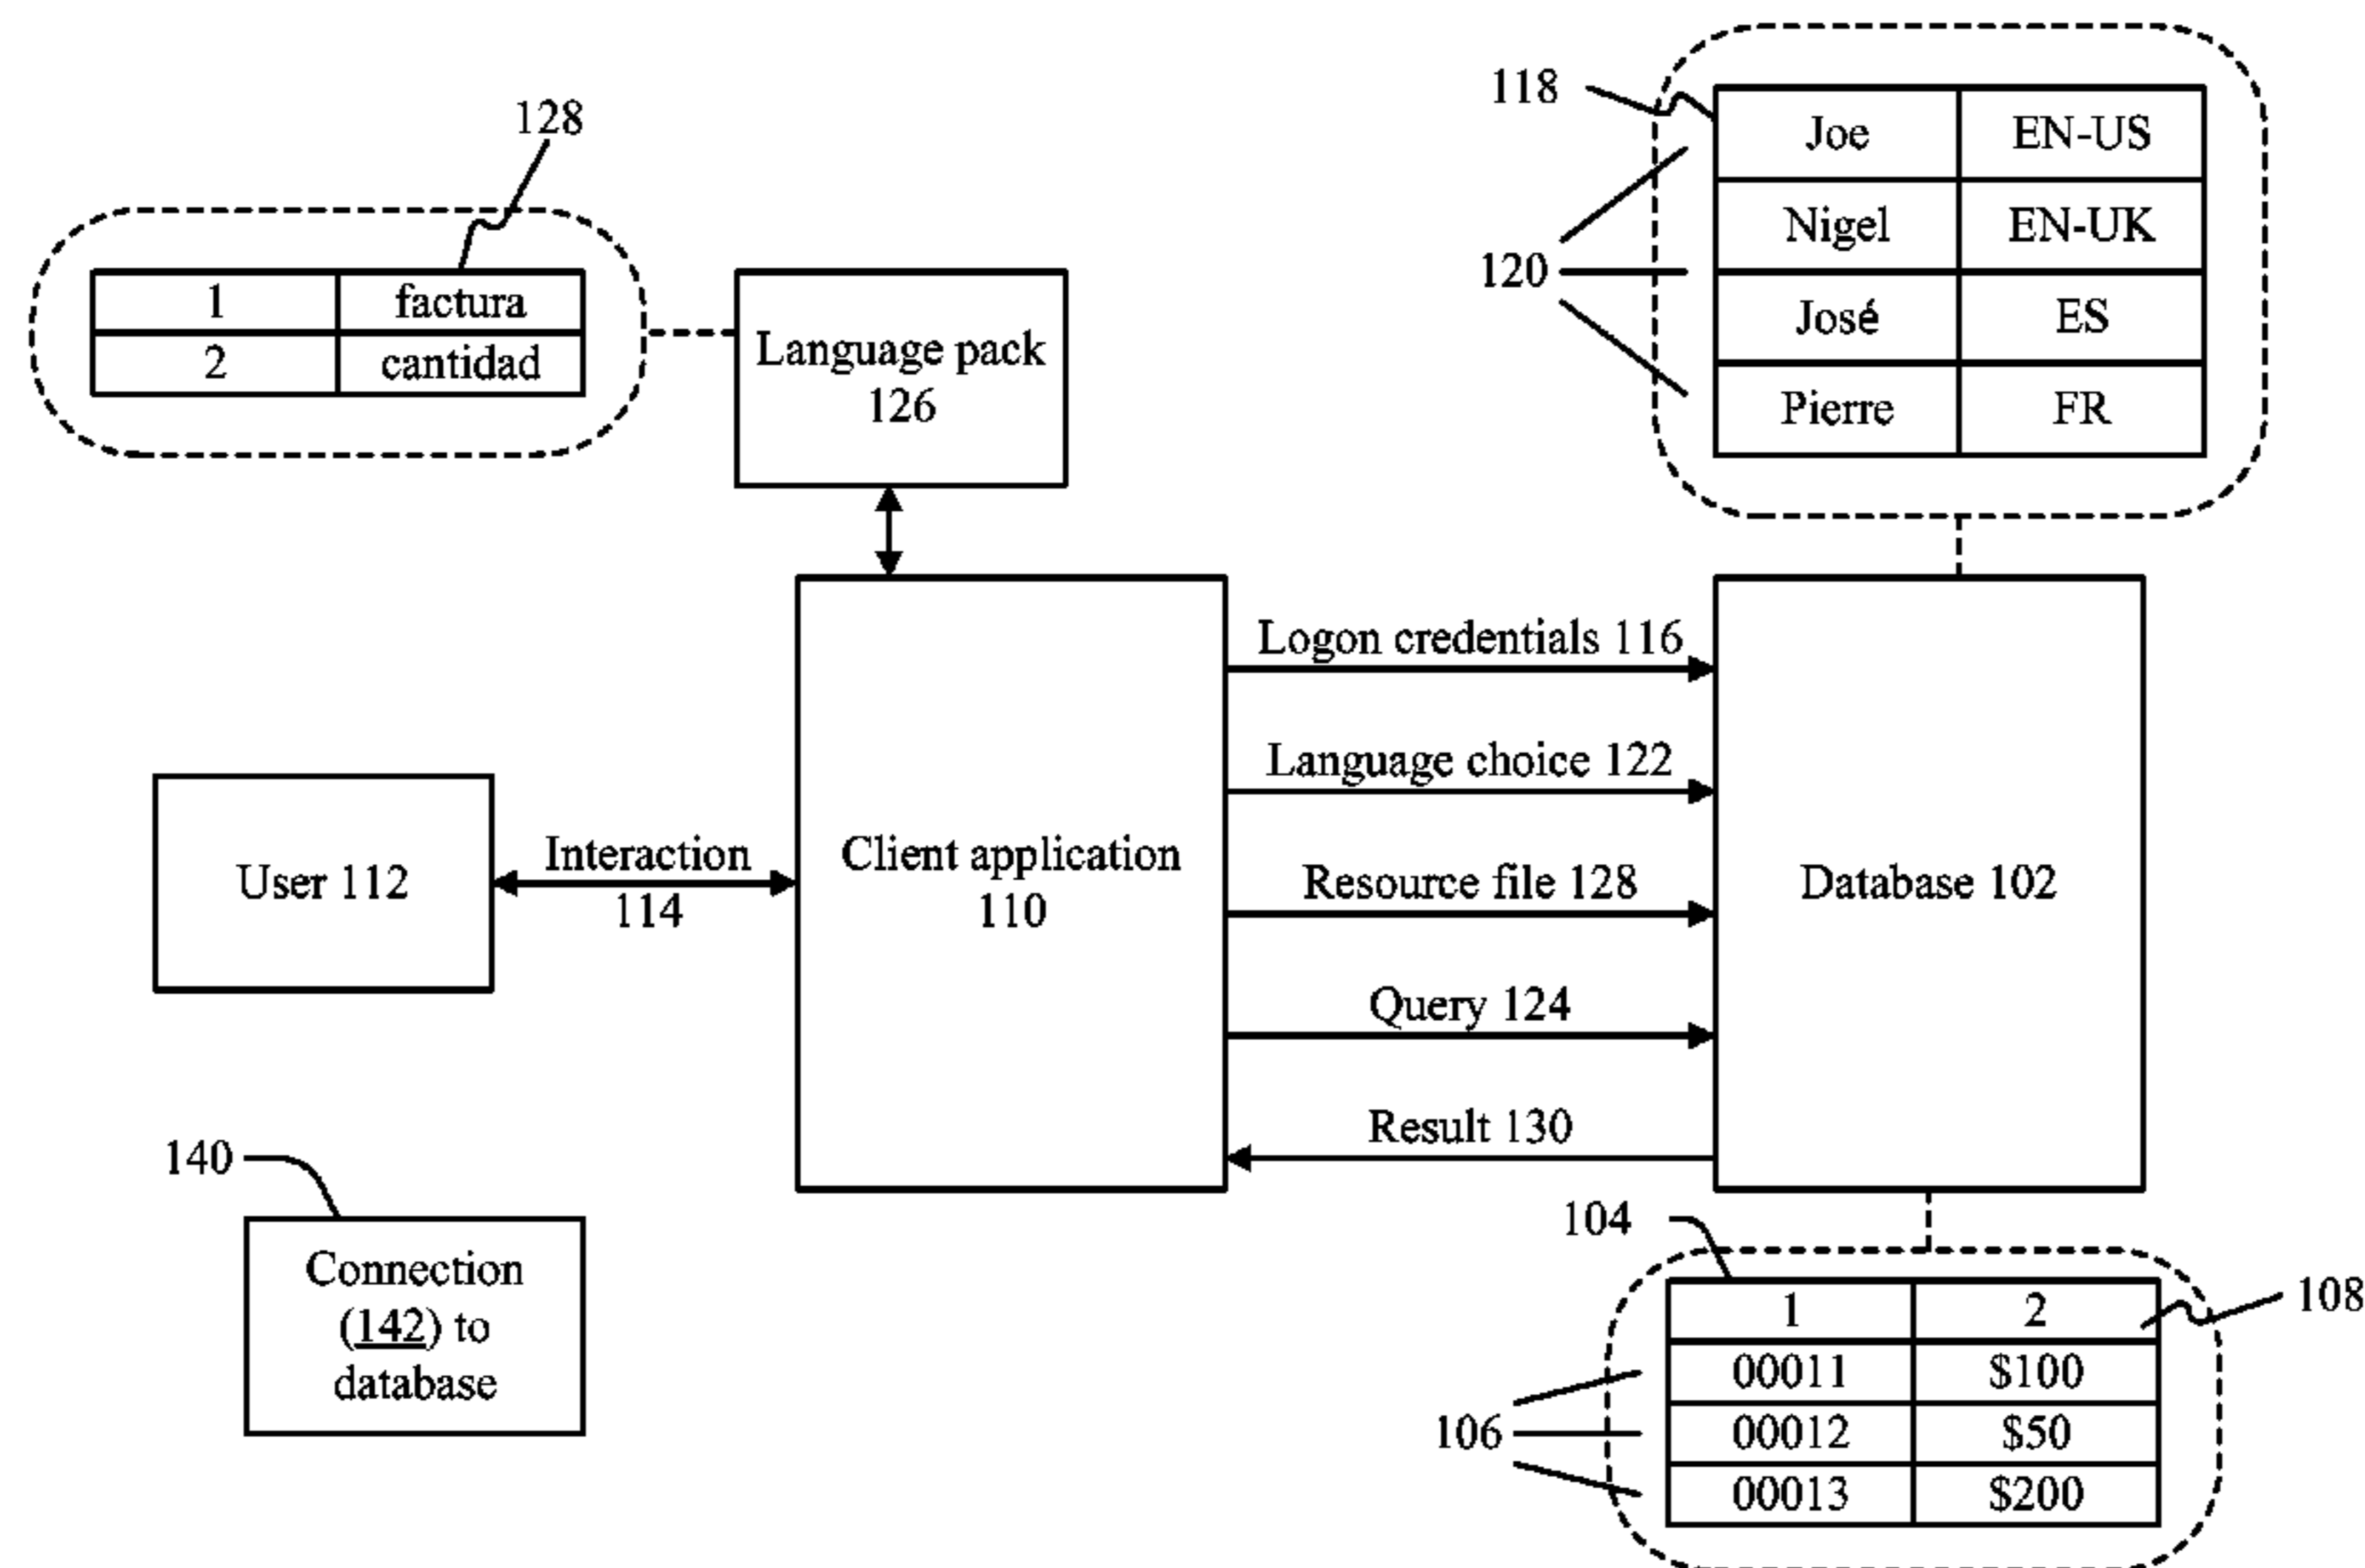 118
Joe EN-US
Nigel EN-UK
120
José ES
Pierre FR
128
1 factura
2 cantidad
Language pack
126
Logon credentials 116
Language choice 122
User 112
Interaction
114
Client application
110
Resource file 128
Database 102
Query 124
Result 130
140
Connection
(142) to
database
104
1 2
108
00011 $100
106
00012 $50
00013 $200